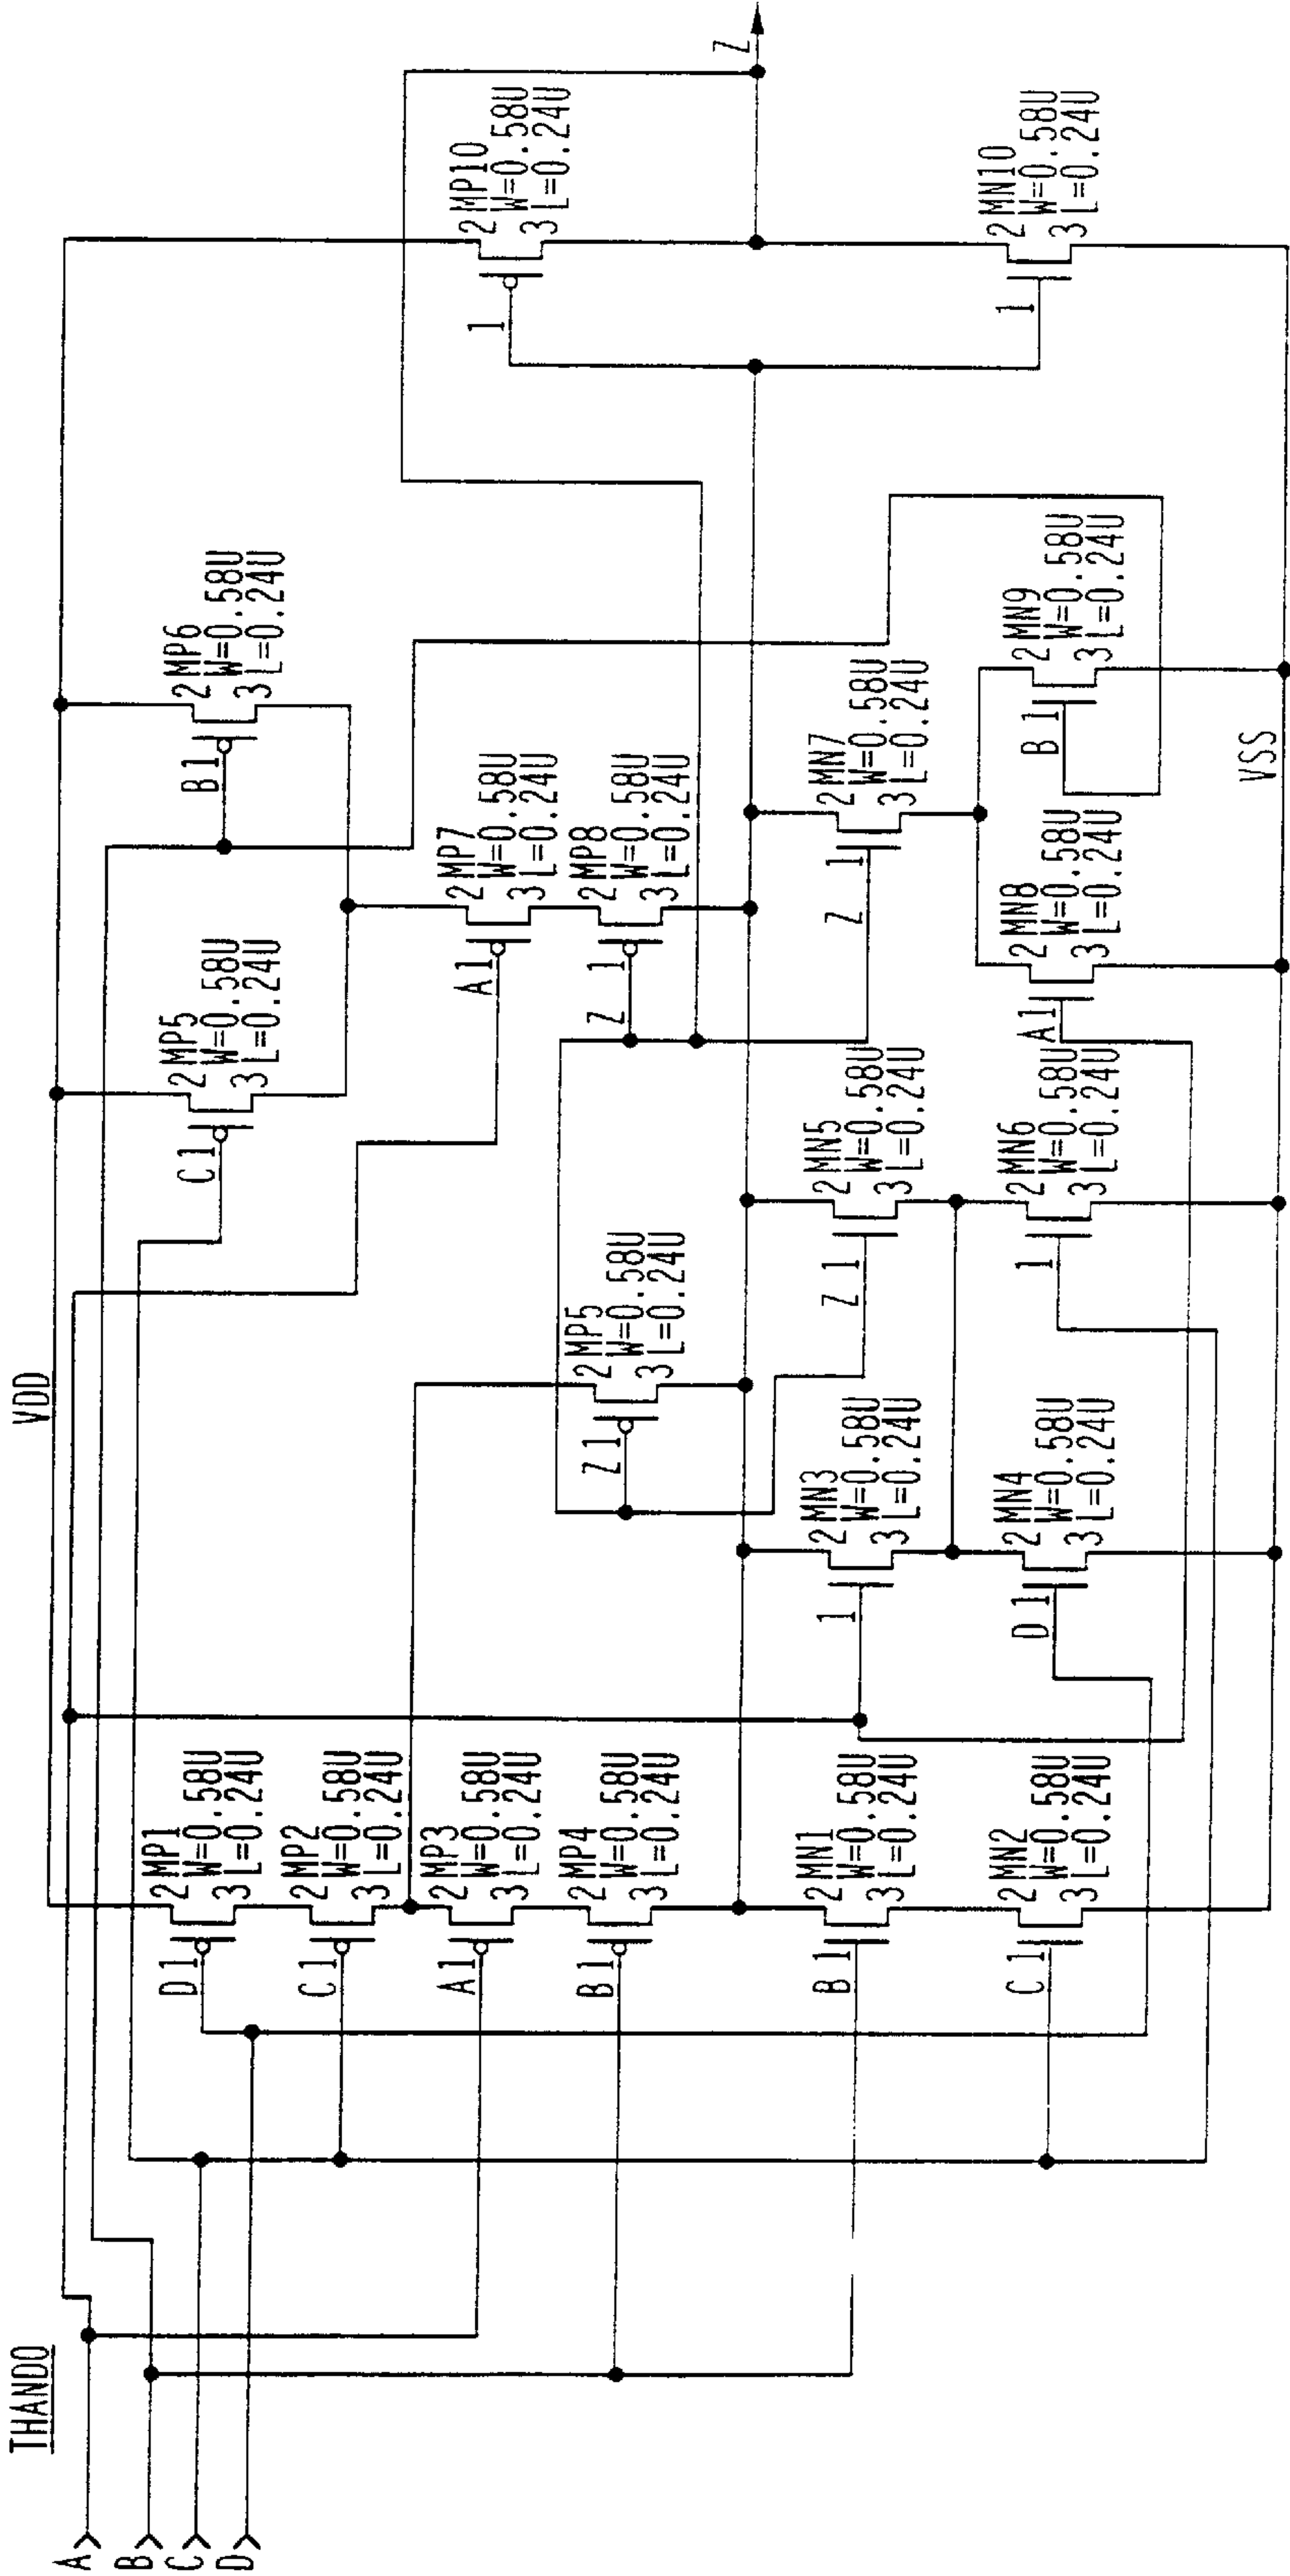 THAND0
A
B
C
D
VDD
D 1
2 MP1
W=0.58U
3 L=0.24U
C 1
2 MP2
W=0.58U
3 L=0.24U
A 1
2 MP3
W=0.58U
3 L=0.24U
B 1
2 MP4
W=0.58U
3 L=0.24U
B 1
2 MN1
W=0.58U
3 L=0.24U
C 1
2 MN2
W=0.58U
3 L=0.24U
1
2 MN3
W=0.58U
3 L=0.24U
D 1
2 MN4
W=0.58U
3 L=0.24U
Z 1
2 MP5
W=0.58U
3 L=0.24U
Z 1
2 MN5
W=0.58U
3 L=0.24U
1
2 MN6
W=0.58U
3 L=0.24U
C 1
2 MP5
W=0.58U
3 L=0.24U
B 1
2 MP6
W=0.58U
3 L=0.24U
A1
2 MP7
W=0.58U
3 L=0.24U
Z 1
2 MP8
W=0.58U
3 L=0.24U
Z 1
2 MN7
W=0.58U
3 L=0.24U
A1
2 MN8
W=0.58U
3 L=0.24U
B 1
2 MN9
W=0.58U
3 L=0.24U
VSS
1
2 MP10
W=0.58U
3 L=0.24U
1
2 MN10
W=0.58U
3 L=0.24U
Z